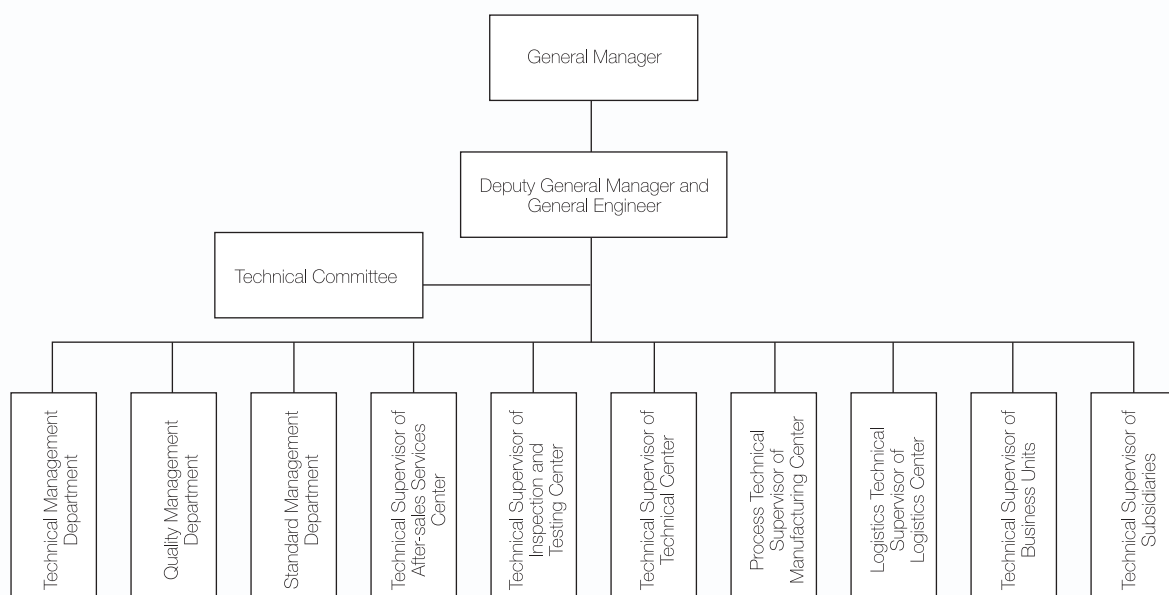 General Manager
Deputy General Manager and
General Engineer
Technical Committee
Technical Management
Department
Quality Management
Department
Standard Management
Department
Technical Supervisor of
After-sales Services
Center
Technical Supervisor of
Inspection and
Testing Center
Technical Supervisor of
Technical Center
Process Technical
Supervisor of
Manufacturing Center
Logistics Technical
Supervisor of
Logistics Center
Technical Supervisor of
Business Units
Technical Supervisor of
Subsidiaries